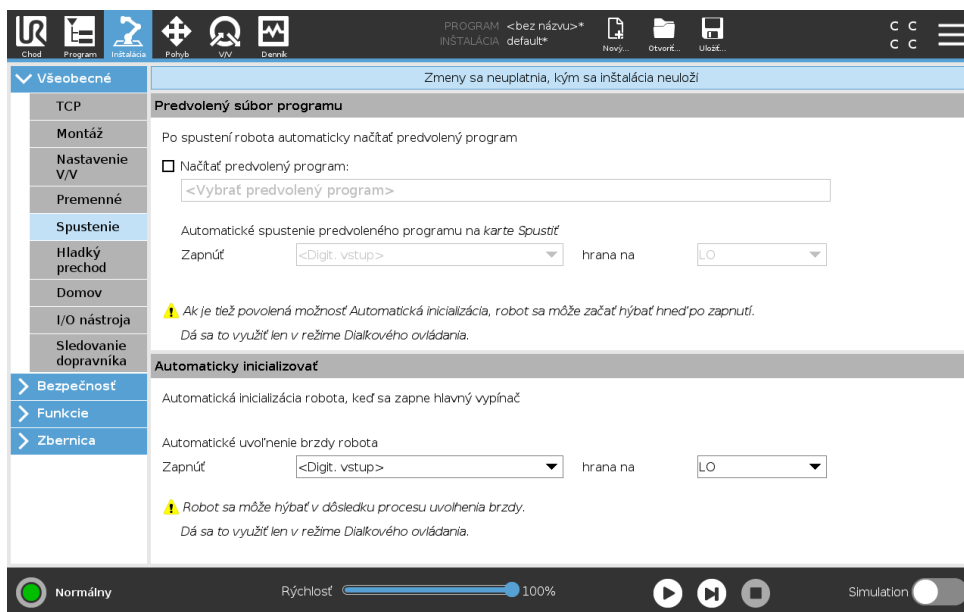 PROGRAM <bez názvu>*
INŠTALÁCIA default*
Chod Program Inštalácia Pohyb V/V Denník Nový... Otvoriť... Uložiť...
C C
C C
Všeobecné
TCP
Montáž
Nastavenie
V/V
Premenné
Spustenie
Hladký
prechod
Domov
I/O nástroja
Sledovanie
dopravníka
Bezpečnosť
Funkcie
Zbernica
Zmeny sa neuplatnia, kým sa inštalácia neuloží
Predvolený súbor programu
Po spustení robota automaticky načítať predvolený program
Načítať predvolený program:
<Vybrať predvolený program>
Automatické spustenie predvoleného programu na karte Spustiť
Zapnúť <Digit. vstup> hrana na LO
Ak je tiež povolená možnosť Automatická inicializácia, robot sa môže začať hýbať hneď po zapnutí.
Dá sa to využiť len v režime Diaľkového ovládania.
Automaticky inicializovať
Automatická inicializácia robota, keď sa zapne hlavný vypínač
Automatické uvoľnenie brzdy robota
Zapnúť <Digit. vstup> hrana na LO
Robot sa môže hýbať v dôsledku procesu uvoľnenia brzdy.
Dá sa to využiť len v režime Diaľkového ovládania.
Normálny Rýchlosť 100% Simulation